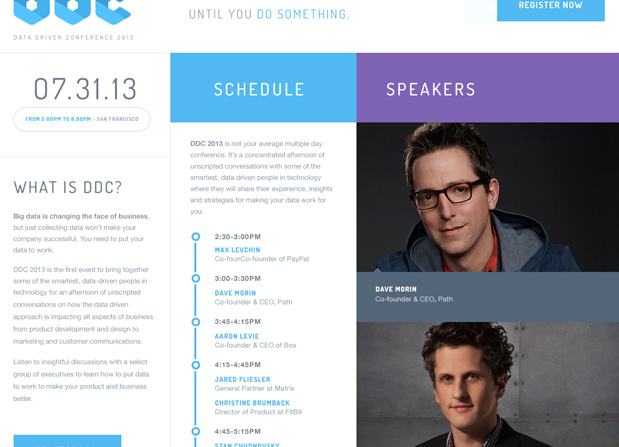 UNTIL YOU DO SOMETHING.
REGISTER NOW
DATA DRIVEN CONFERENCE 2013
07.31.13
FROM 2:00PM TO 6:00PM - SAN FRANCISCO
WHAT IS DDC?
Big data is changing the face of business,
but just collecting data won't make your
company successful. You need to put your
data to work.
DDC 2013 is the first event to bring together
some of the smartest, data-driven people in
technology for an afternoon of unscripted
conversations on how the data driven
approach is impacting all aspects of business
from product development and design to
marketing and customer communications.
Listen to insightful discussions with a select
group of executives to learn how to put data
to work to make your product and business
better.
SCHEDULE
DDC 2013 is not your average multiple day
conference. It's a concentrated afternoon of
unscripted conversations with some of the
smartest, data driven people in technology
where they will share their experience, insights
and strategies for making your data work for
you.
2:30-3:00PM
MAX LEVCHIN
Co-founCo-founder of PayPal
3:00-3:30PM
DAVE MORIN
Co-founder & CEO, Path
3:45-4:15PM
AARON LEVIE
Co-founder & CEO of Box
4:15-4:45PM
JARED FLIESLER
General Partner at Matrix
CHRISTINE BRUMBACK
Director of Product at FitBit
4:45-5:15PM
STAN CHUDNOVSKY
SPEAKERS
DAVE MORIN
Co-founder & CEO, Path